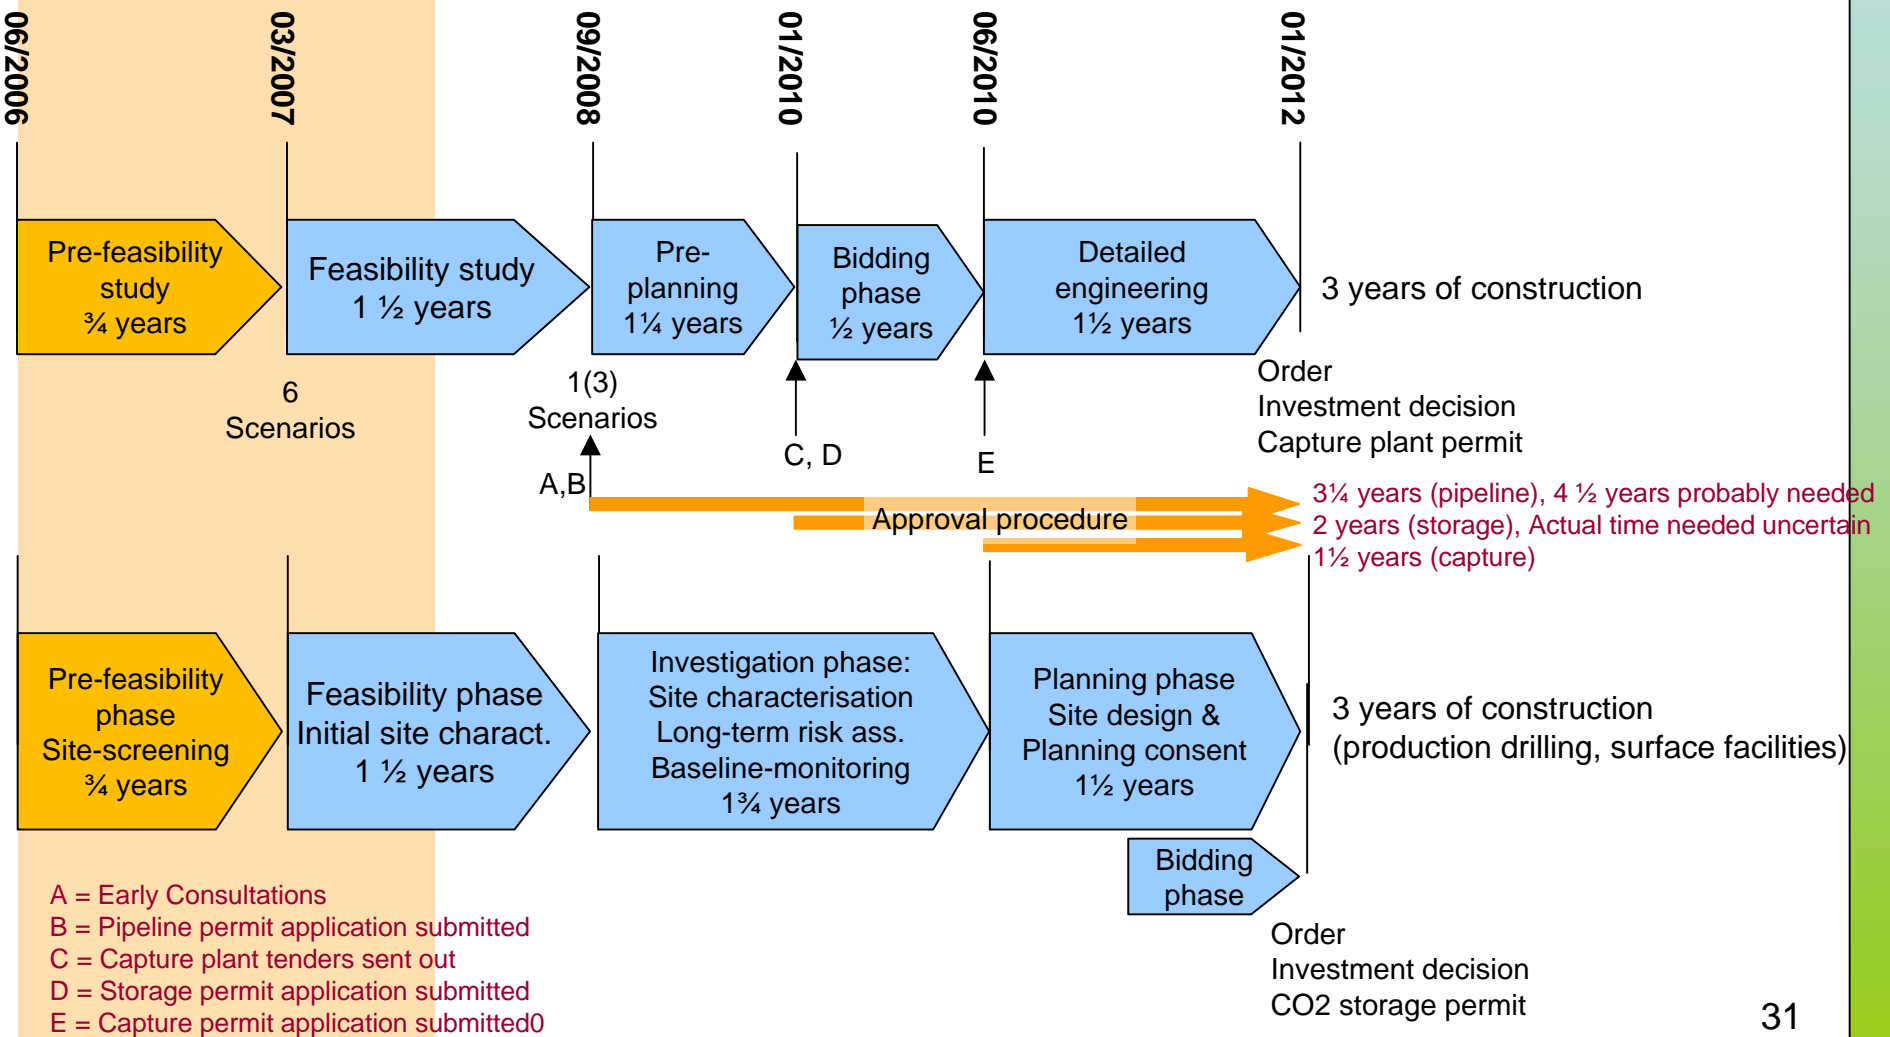 06/2006
03/2007
09/2008
01/2010
06/2010
01/2012
Pre-feasibility
study
¾ years
Feasibility study
1 ½ years
Pre-
planning
1¼ years
Bidding
phase
½ years
Detailed
engineering
1½ years
3 years of construction
6
Scenarios
1(3)
Scenarios
A,B
C, D
E
Order
Investment decision
Capture plant permit
Approval procedure
3¼ years (pipeline), 4 ½ years probably needed
2 years (storage), Actual time needed uncertain
1½ years (capture)
Pre-feasibility
phase
Site-screening
¾ years
Feasibility phase
Initial site charact.
1 ½ years
Investigation phase:
Site characterisation
Long-term risk ass.
Baseline-monitoring
1¾ years
Planning phase
Site design &
Planning consent
1½ years
3 years of construction
(production drilling, surface facilities)
Bidding
phase
Order
Investment decision
CO2 storage permit
A = Early Consultations
B = Pipeline permit application submitted
C = Capture plant tenders sent out
D = Storage permit application submitted
E = Capture permit application submitted0
31